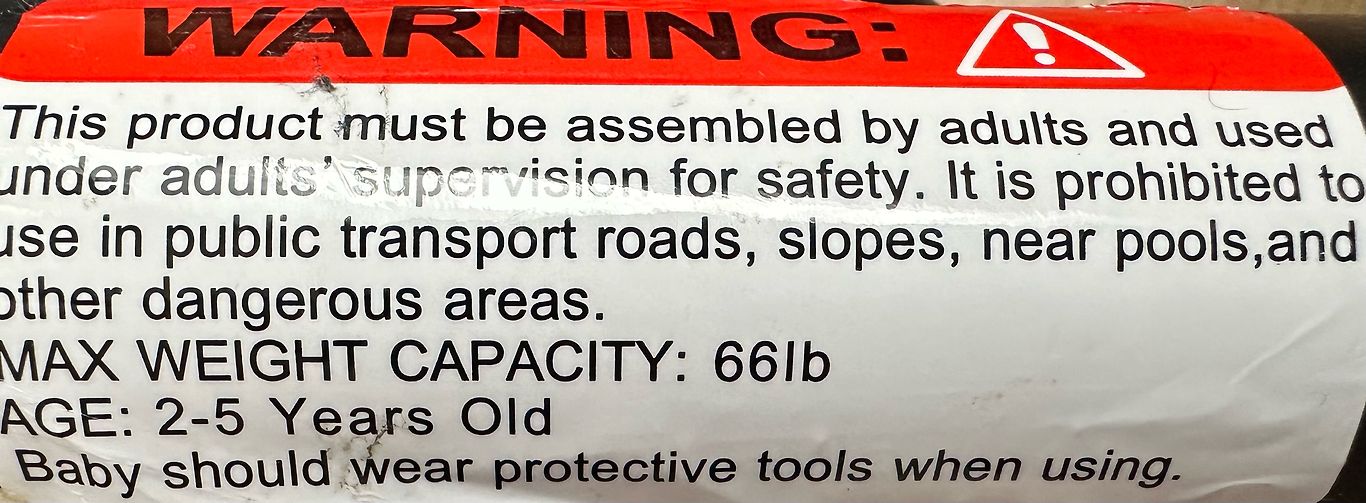 WARNING:
This product must be assembled by adults and used
under adults' supervision for safety. It is prohibited to
use in public transport roads, slopes, near pools,and
other dangerous areas.
MAX WEIGHT CAPACITY: 66lb
AGE: 2-5 Years Old
Baby should wear protective tools when using.